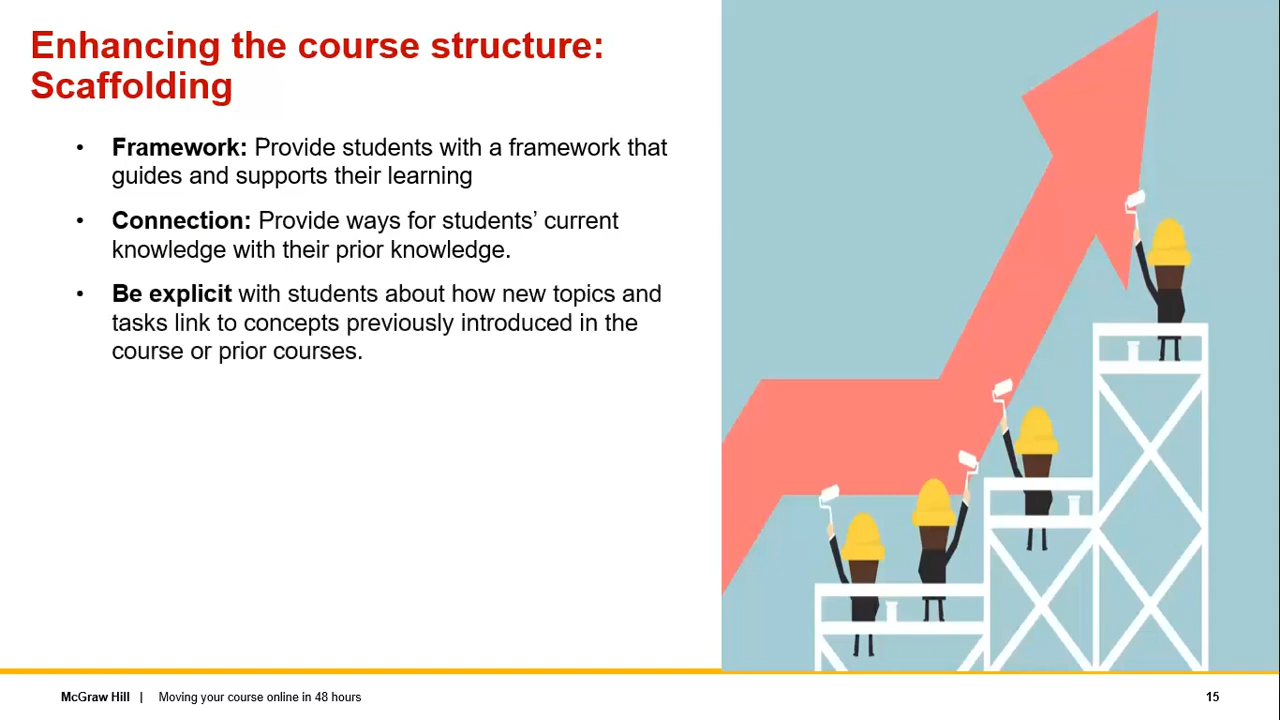 Enhancing the course structure:
Scaffolding
• Framework: Provide students with a framework that
guides and supports their learning
• Connection: Provide ways for students’ current
knowledge with their prior knowledge.
• Be explicit with students about how new topics and
tasks link to concepts previously introduced in the
course or prior courses.
McGraw Hill | Moving your course online in 48 hours 15